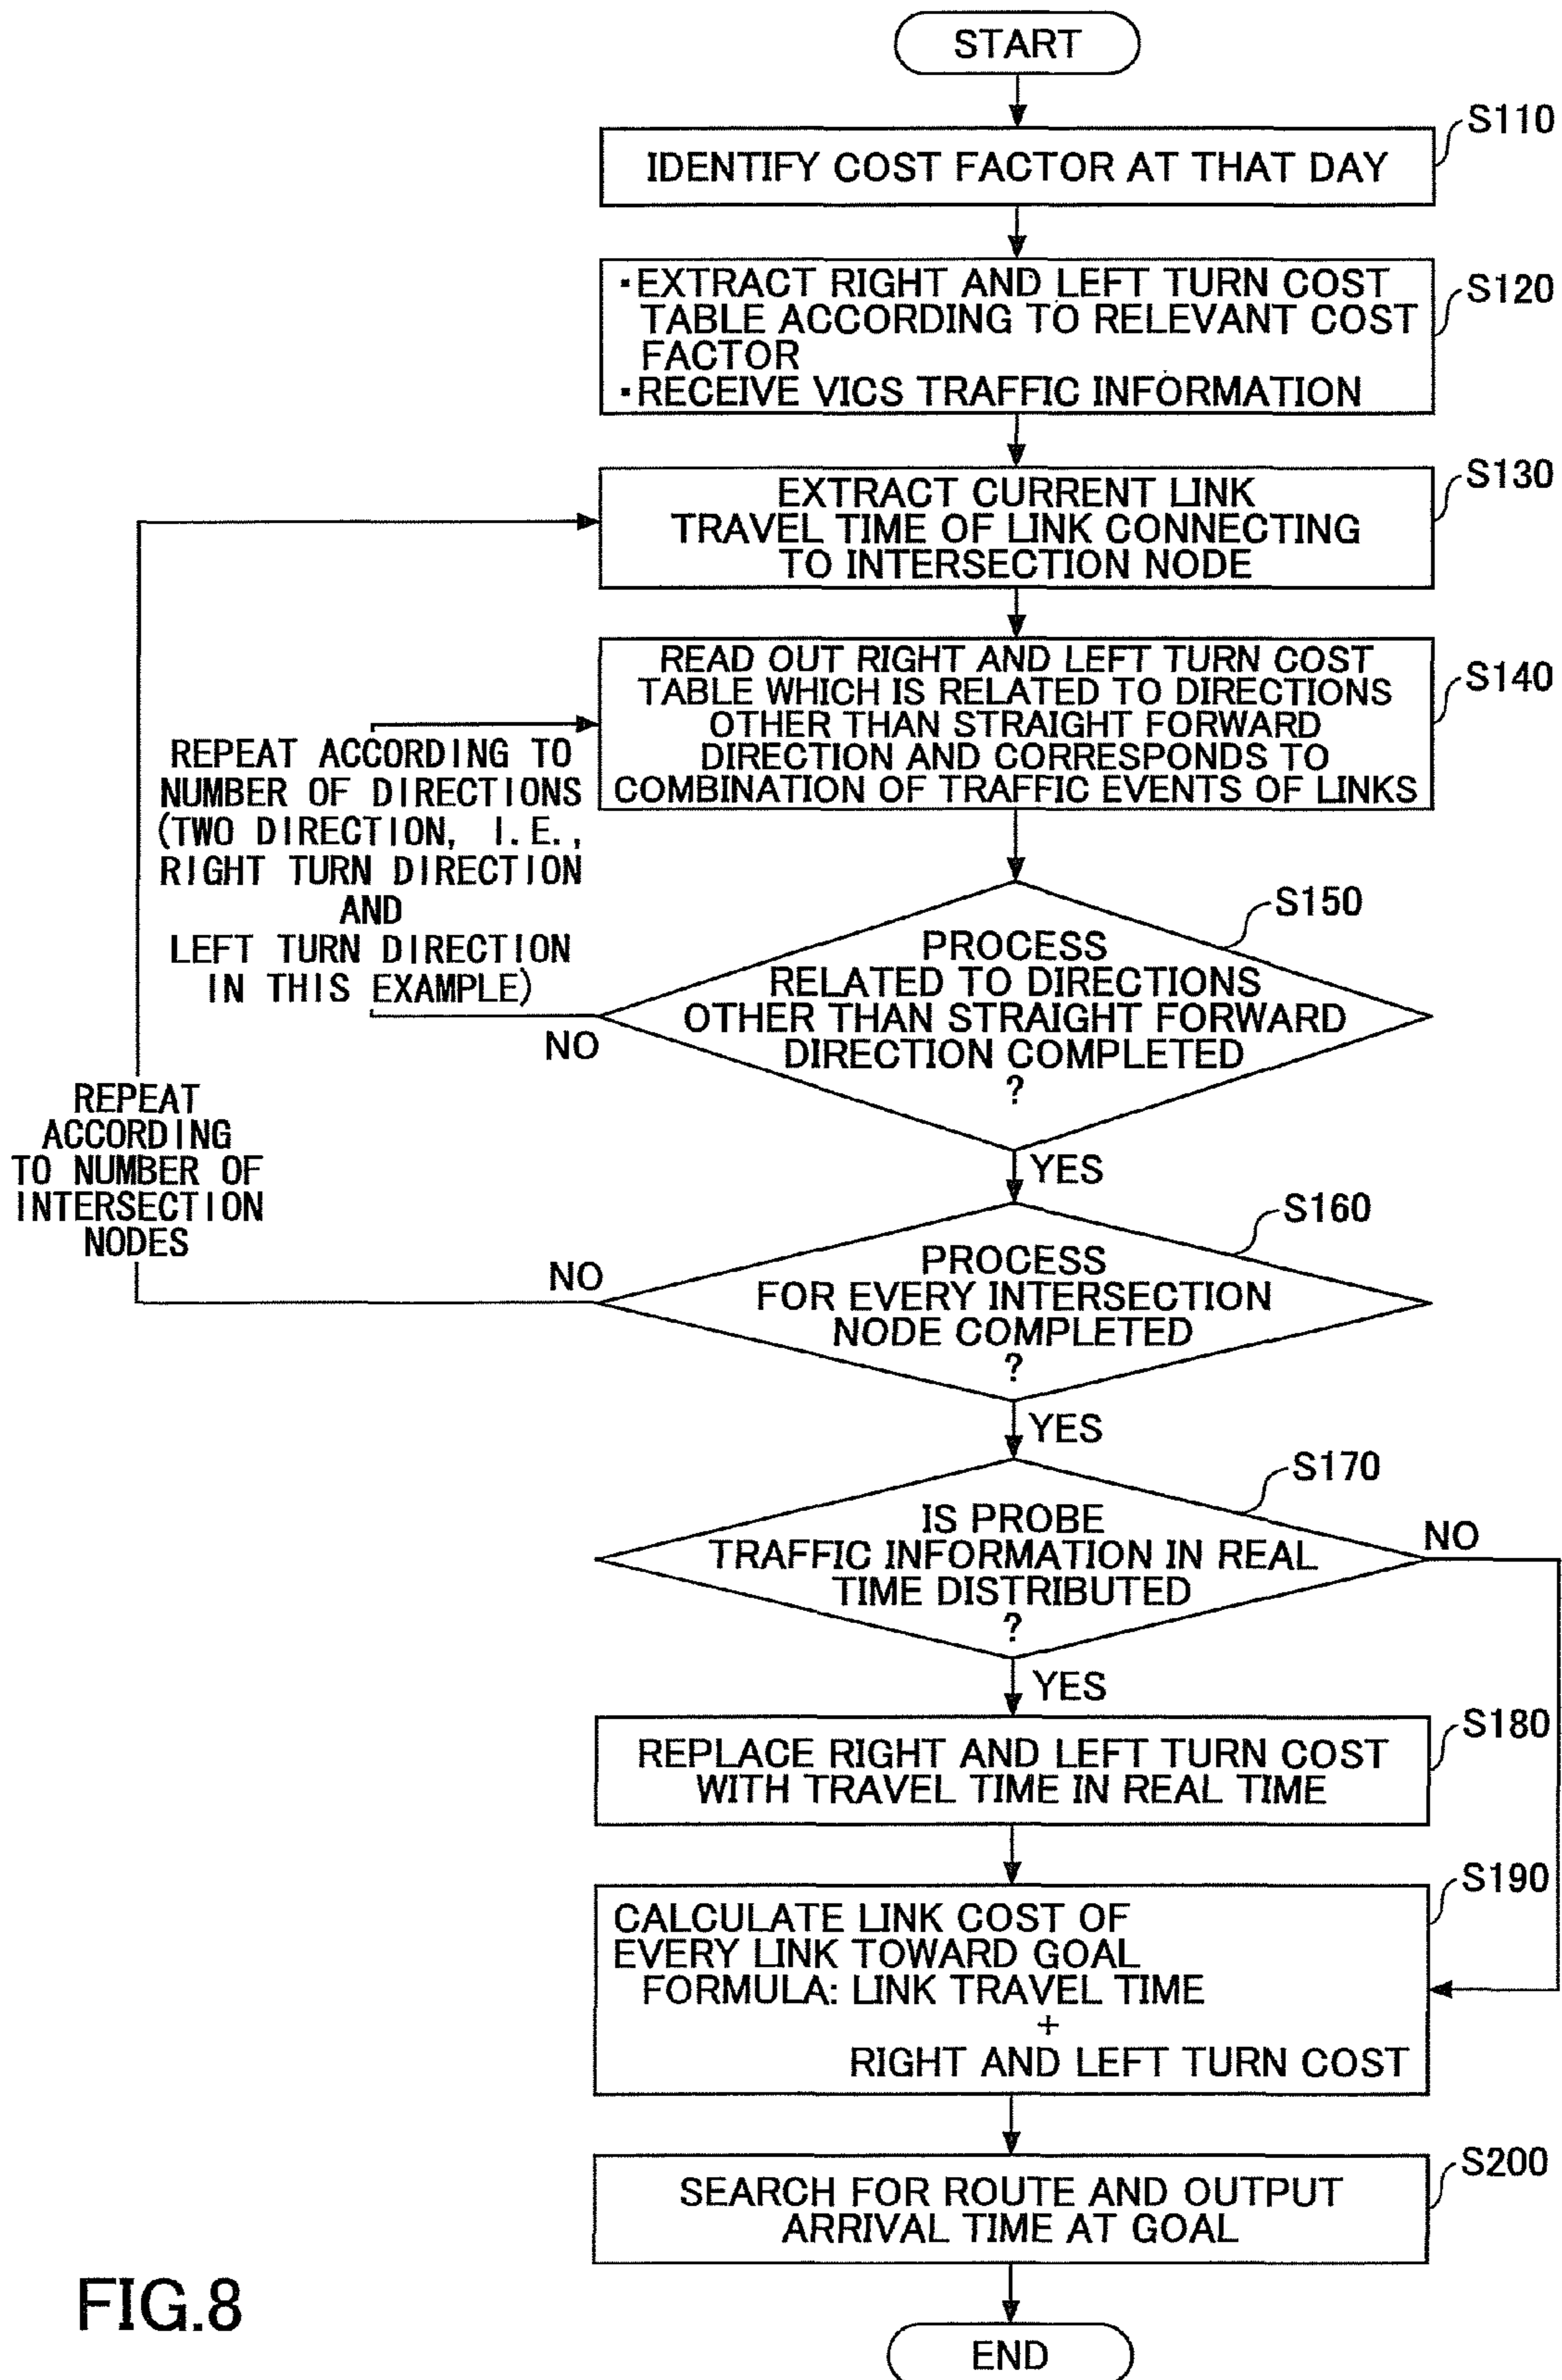 START
S110
IDENTIFY COST FACTOR AT THAT DAY
S120
・EXTRACT RIGHT AND LEFT TURN COST
TABLE ACCORDING TO RELEVANT COST
FACTOR
・RECEIVE VICS TRAFFIC INFORMATION
S130
EXTRACT CURRENT LINK
TRAVEL TIME OF LINK CONNECTING
TO INTERSECTION NODE
S140
READ OUT RIGHT AND LEFT TURN COST
TABLE WHICH IS RELATED TO DIRECTIONS
OTHER THAN STRAIGHT FORWARD
DIRECTION AND CORRESPONDS TO
COMBINATION OF TRAFFIC EVENTS OF LINKS
REPEAT ACCORDING TO
NUMBER OF DIRECTIONS
(TWO DIRECTION, I.E.,
RIGHT TURN DIRECTION
AND
LEFT TURN DIRECTION
IN THIS EXAMPLE)
S150
PROCESS
RELATED TO DIRECTIONS
OTHER THAN STRAIGHT FORWARD
DIRECTION COMPLETED
?
NO
YES
REPEAT
ACCORDING
TO NUMBER OF
INTERSECTION
NODES
S160
PROCESS
FOR EVERY INTERSECTION
NODE COMPLETED
?
NO
YES
S170
IS PROBE
TRAFFIC INFORMATION IN REAL
TIME DISTRIBUTED
?
NO
YES
S180
REPLACE RIGHT AND LEFT TURN COST
WITH TRAVEL TIME IN REAL TIME
S190
CALCULATE LINK COST OF
EVERY LINK TOWARD GOAL
FORMULA: LINK TRAVEL TIME
+
RIGHT AND LEFT TURN COST
S200
SEARCH FOR ROUTE AND OUTPUT
ARRIVAL TIME AT GOAL
END
FIG.8